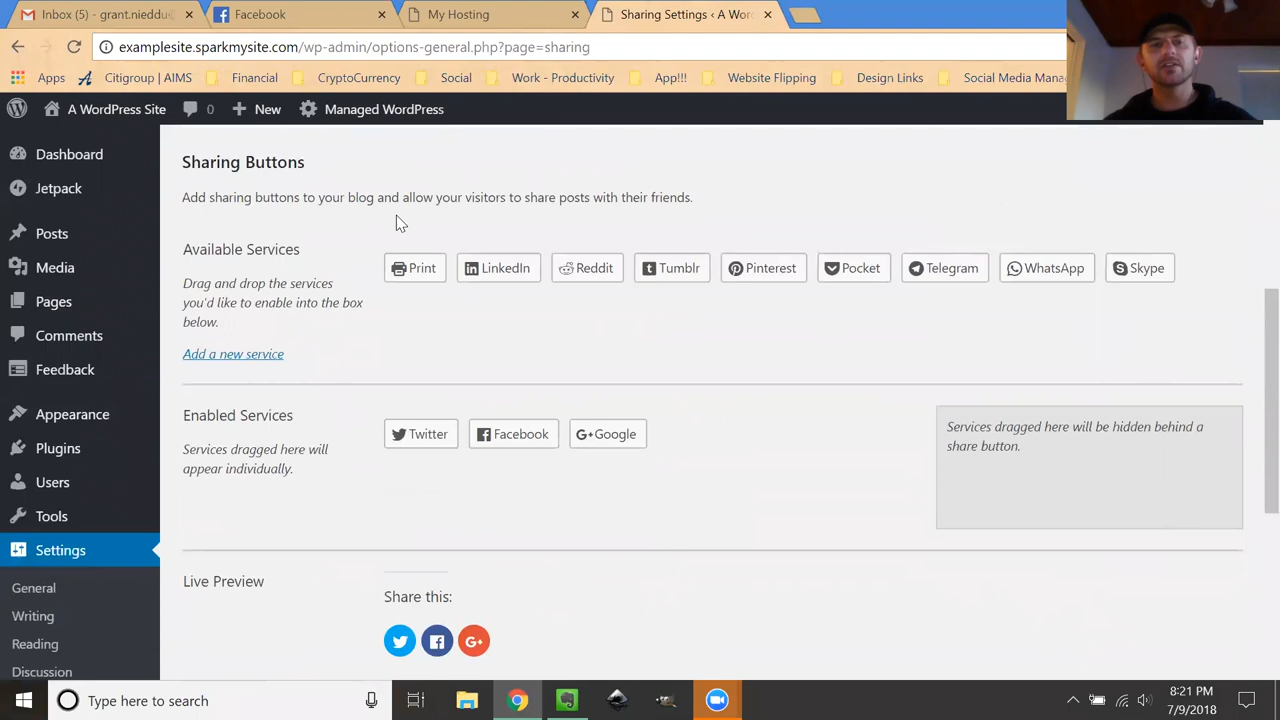 Inbox (5) - grant.nieddu
Facebook
My Hosting
Sharing Settings ‹ A Wor
examplesite.sparkmysite.com/wp-admin/options-general.php?page=sharing
Apps
Citigroup | AIMS
Financial
CryptoCurrency
Social
Work - Productivity
App!!!
Website Flipping
Design Links
Social Media Mana
A WordPress Site
0
New
Managed WordPress
Dashboard
Jetpack
Posts
Media
Pages
Comments
Feedback
Appearance
Plugins
Users
Tools
Settings
General
Writing
Reading
Discussion
Sharing Buttons
Add sharing buttons to your blog and allow your visitors to share posts with their friends.
Available Services
Drag and drop the services
you'd like to enable into the box
below.
Add a new service
Print
LinkedIn
Reddit
Tumblr
Pinterest
Pocket
Telegram
WhatsApp
Skype
Enabled Services
Services dragged here will
appear individually.
Twitter
Facebook
G+ Google
Services dragged here will be hidden behind a
share button.
Live Preview
Share this:
G+
Type here to search
8:21 PM
7/9/2018